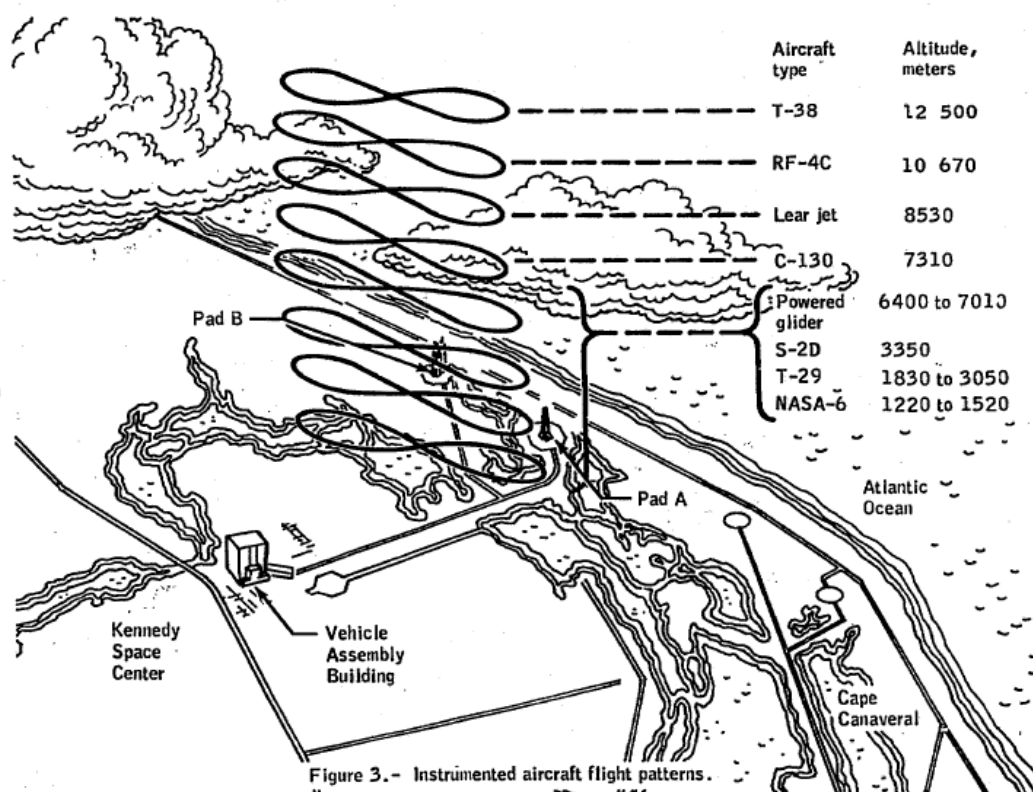 Aircraft type Altitude, meters
T-38 12 500
RF-4C 10 670
Lear jet 8530
C-130 7310
Powered glider 6400 to 7010
S-2D 3350
T-29 1830 to 3050
NASA-6 1220 to 1520
Pad B
Pad A
Atlantic
Ocean
Kennedy
Space
Center
Vehicle
Assembly
Building
Cape
Canaveral
Figure 3.- Instrumented aircraft flight patterns.